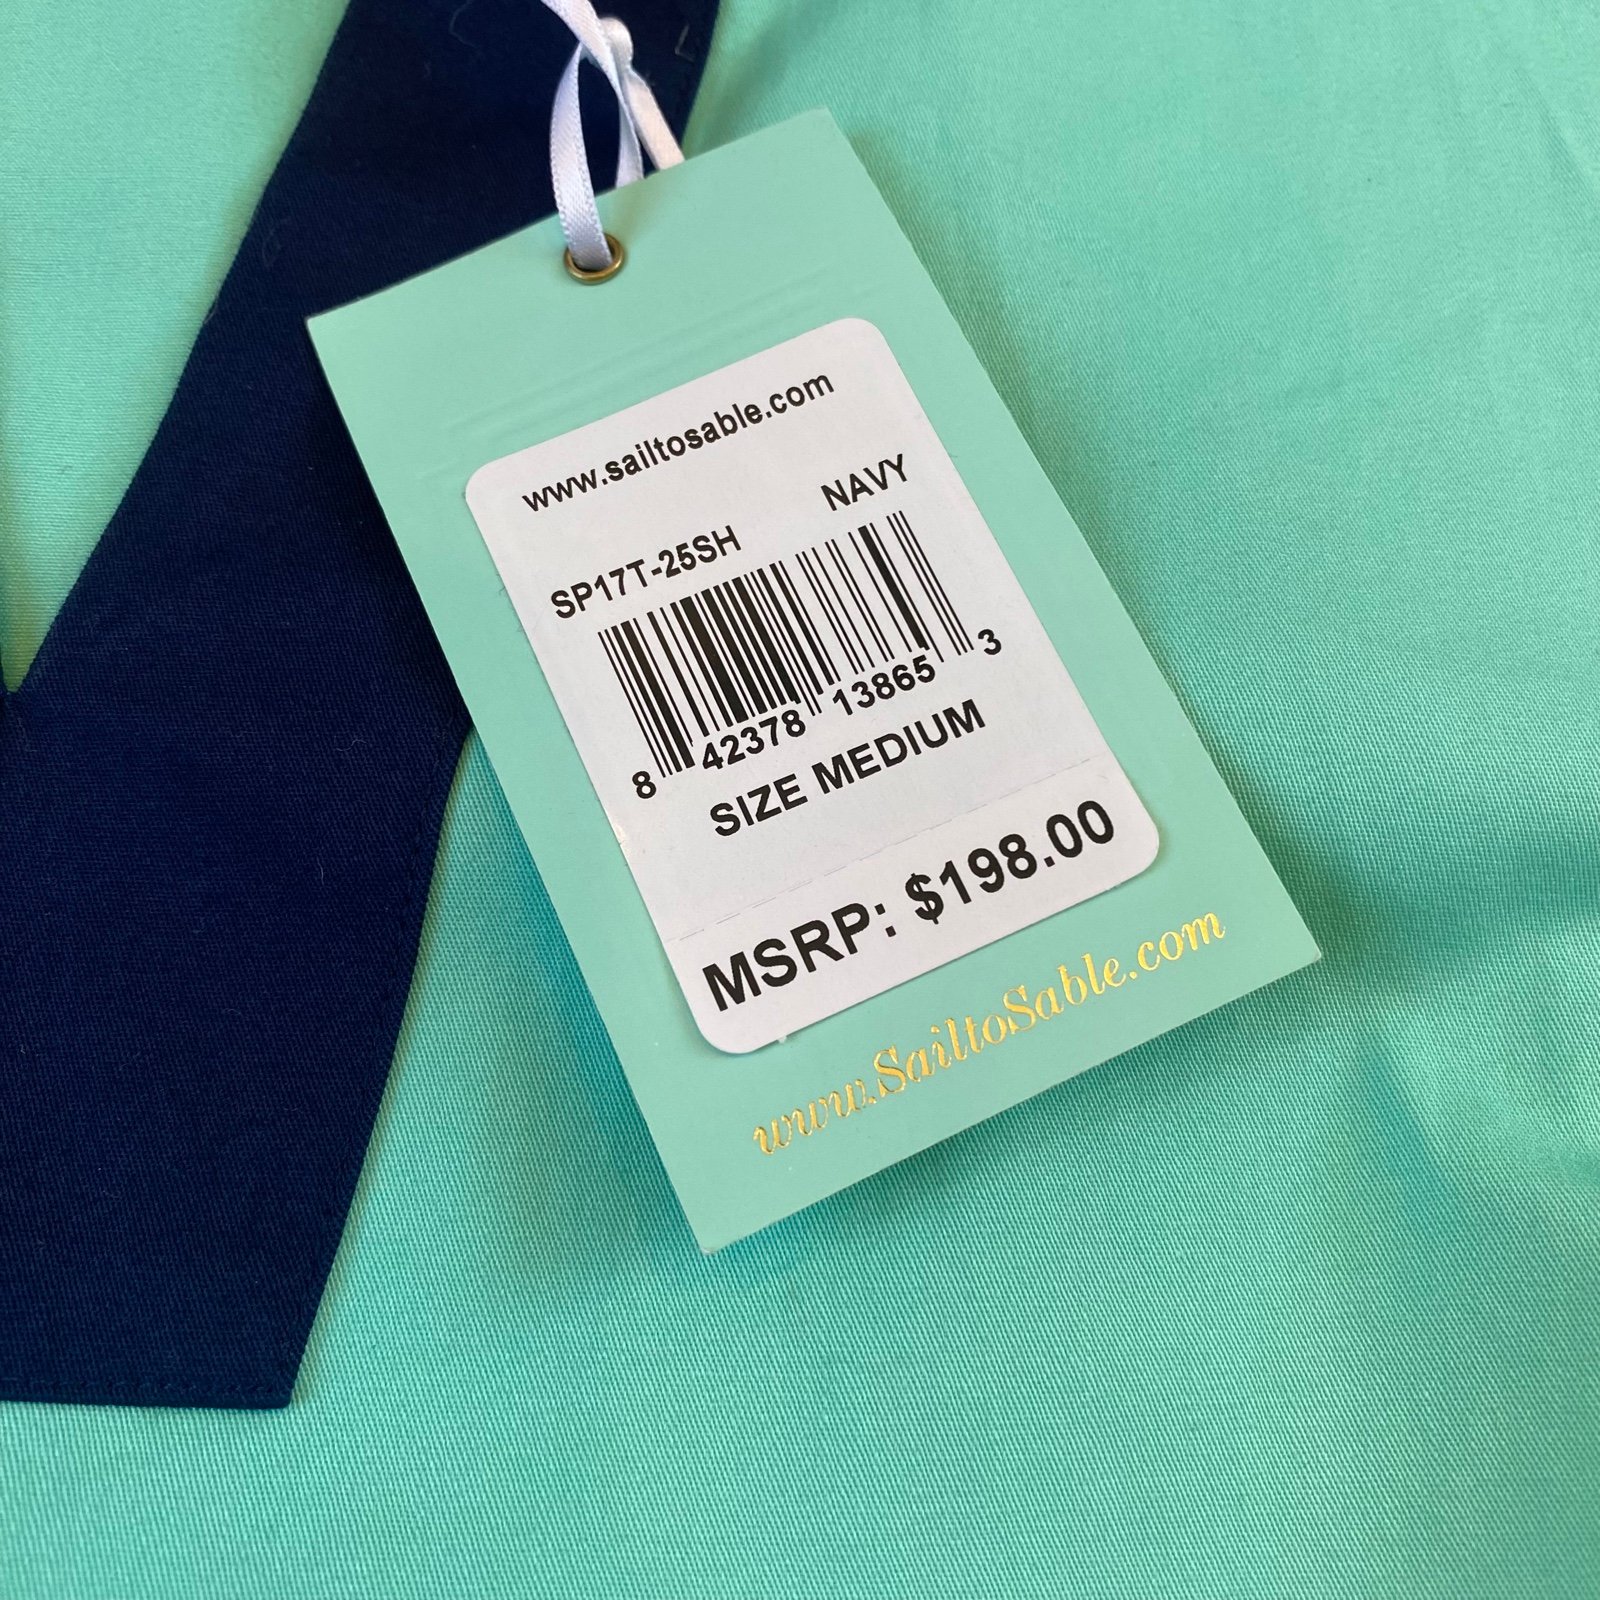 www.sailtosable.com
SP17T-25SH NAVY
8 42378 13865 3
SIZE MEDIUM
MSRP: $198.00
www.SailtoSable.com